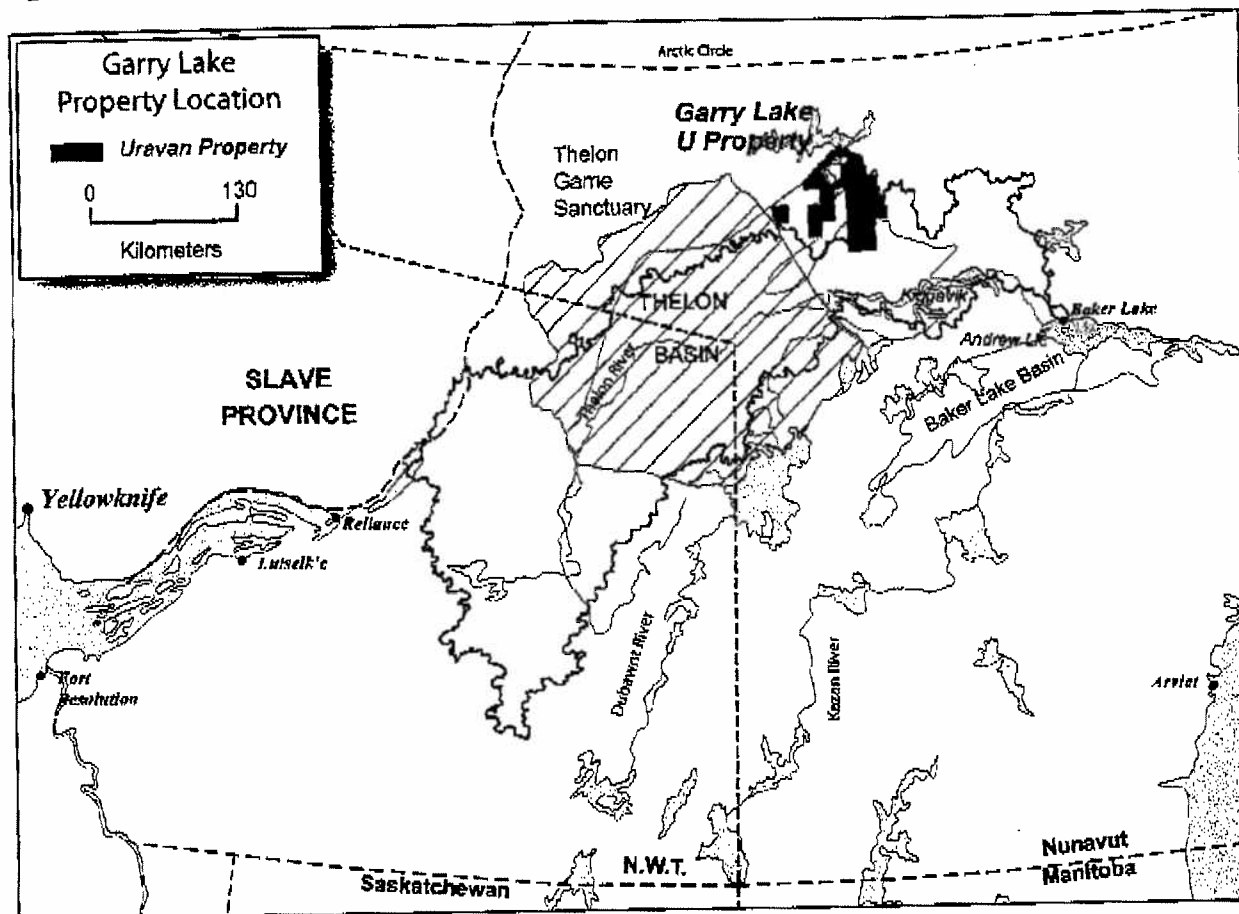 Garry Lake
Property Location
Uravan Property
0 130
Kilometers
Arctic Circle
Garry Lake
U Property
Thelon
Game
Sanctuary
THELON
BASIN
Thelon River
Baker Lake
Andrew Lk
Baker Lake Basin
SLAVE
PROVINCE
Yellowknife
Reliance
Lutselk'e
Fort
Resolution
Dubawnt River
Kazan River
Arviat
N.W.T.
Nunavut
Saskatchewan
Manitoba